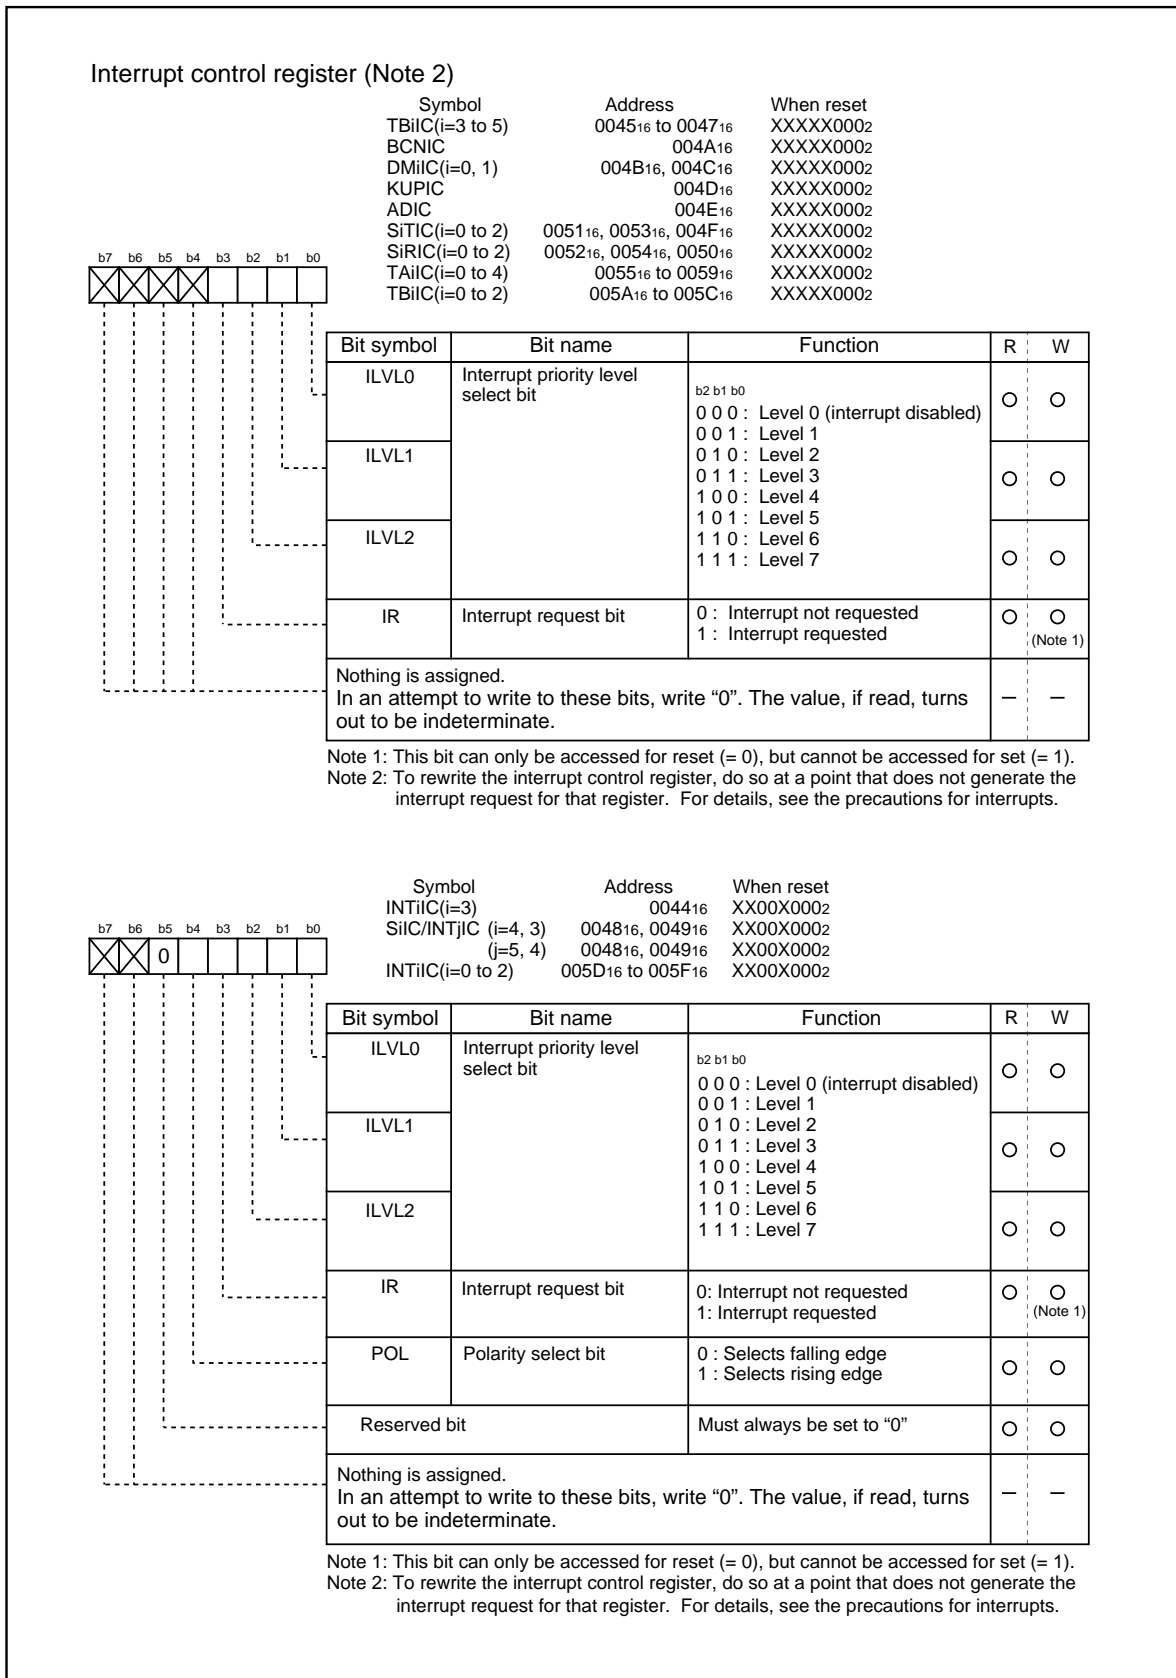 Interrupt control register (Note 2)
Symbol Address When reset
TBiIC(i=3 to 5) 004516 to 004716 XXXXX0002
BCNIC 004A16 XXXXX0002
DMiIC(i=0, 1) 004B16, 004C16 XXXXX0002
KUPIC 004D16 XXXXX0002
ADIC 004E16 XXXXX0002
SiTIC(i=0 to 2) 005116, 005316, 004F16 XXXXX0002
SiRIC(i=0 to 2) 005216, 005416, 005016 XXXXX0002
TAiIC(i=0 to 4) 005516 to 005916 XXXXX0002
TBiIC(i=0 to 2) 005A16 to 005C16 XXXXX0002
b7 b6 b5 b4 b3 b2 b1 b0
Bit symbol Bit name Function R W
ILVL0 Interrupt priority level
select bit
b2 b1 b0
0 0 0 : Level 0 (interrupt disabled)
0 0 1 : Level 1
ILVL1 0 1 0 : Level 2
0 1 1 : Level 3
1 0 0 : Level 4
1 0 1 : Level 5
ILVL2 1 1 0 : Level 6
1 1 1 : Level 7
IR Interrupt request bit 0 : Interrupt not requested
1 : Interrupt requested
(Note 1)
Nothing is assigned.
In an attempt to write to these bits, write “0”. The value, if read, turns
out to be indeterminate.
– –
Note 1: This bit can only be accessed for reset (= 0), but cannot be accessed for set (= 1).
Note 2: To rewrite the interrupt control register, do so at a point that does not generate the
interrupt request for that register. For details, see the precautions for interrupts.
Symbol Address When reset
INTiIC(i=3) 004416 XX00X0002
SiIC/INTjIC (i=4, 3) 004816, 004916 XX00X0002
(j=5, 4) 004816, 004916 XX00X0002
INTiIC(i=0 to 2) 005D16 to 005F16 XX00X0002
b7 b6 b5 b4 b3 b2 b1 b0
0
Bit symbol Bit name Function R W
ILVL0 Interrupt priority level
select bit
b2 b1 b0
0 0 0 : Level 0 (interrupt disabled)
0 0 1 : Level 1
ILVL1 0 1 0 : Level 2
0 1 1 : Level 3
1 0 0 : Level 4
1 0 1 : Level 5
ILVL2 1 1 0 : Level 6
1 1 1 : Level 7
IR Interrupt request bit 0: Interrupt not requested
1: Interrupt requested
(Note 1)
POL Polarity select bit 0 : Selects falling edge
1 : Selects rising edge
Reserved bit Must always be set to “0”
Nothing is assigned.
In an attempt to write to these bits, write “0”. The value, if read, turns
out to be indeterminate.
– –
Note 1: This bit can only be accessed for reset (= 0), but cannot be accessed for set (= 1).
Note 2: To rewrite the interrupt control register, do so at a point that does not generate the
interrupt request for that register. For details, see the precautions for interrupts.